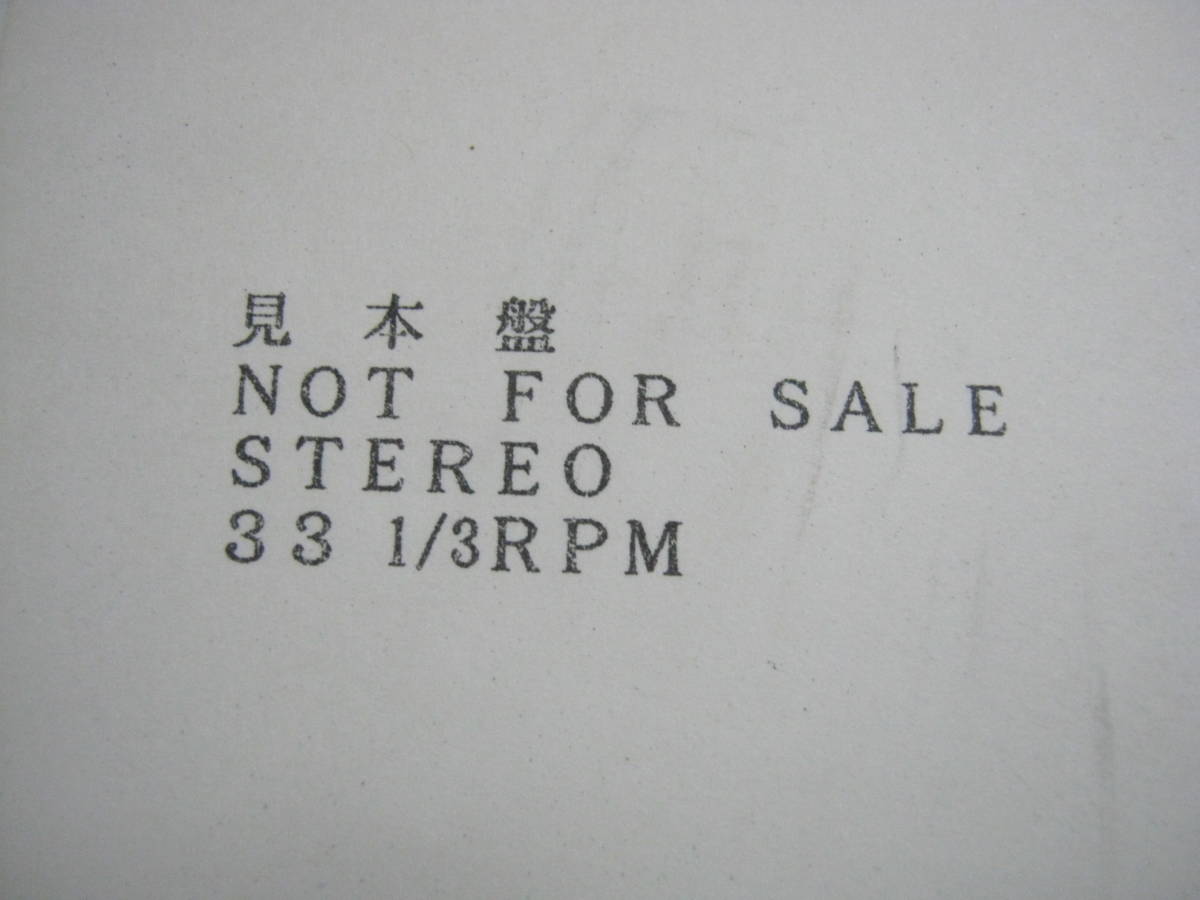 見本盤
NOT FOR SALE
STEREO
33 1/3RPM